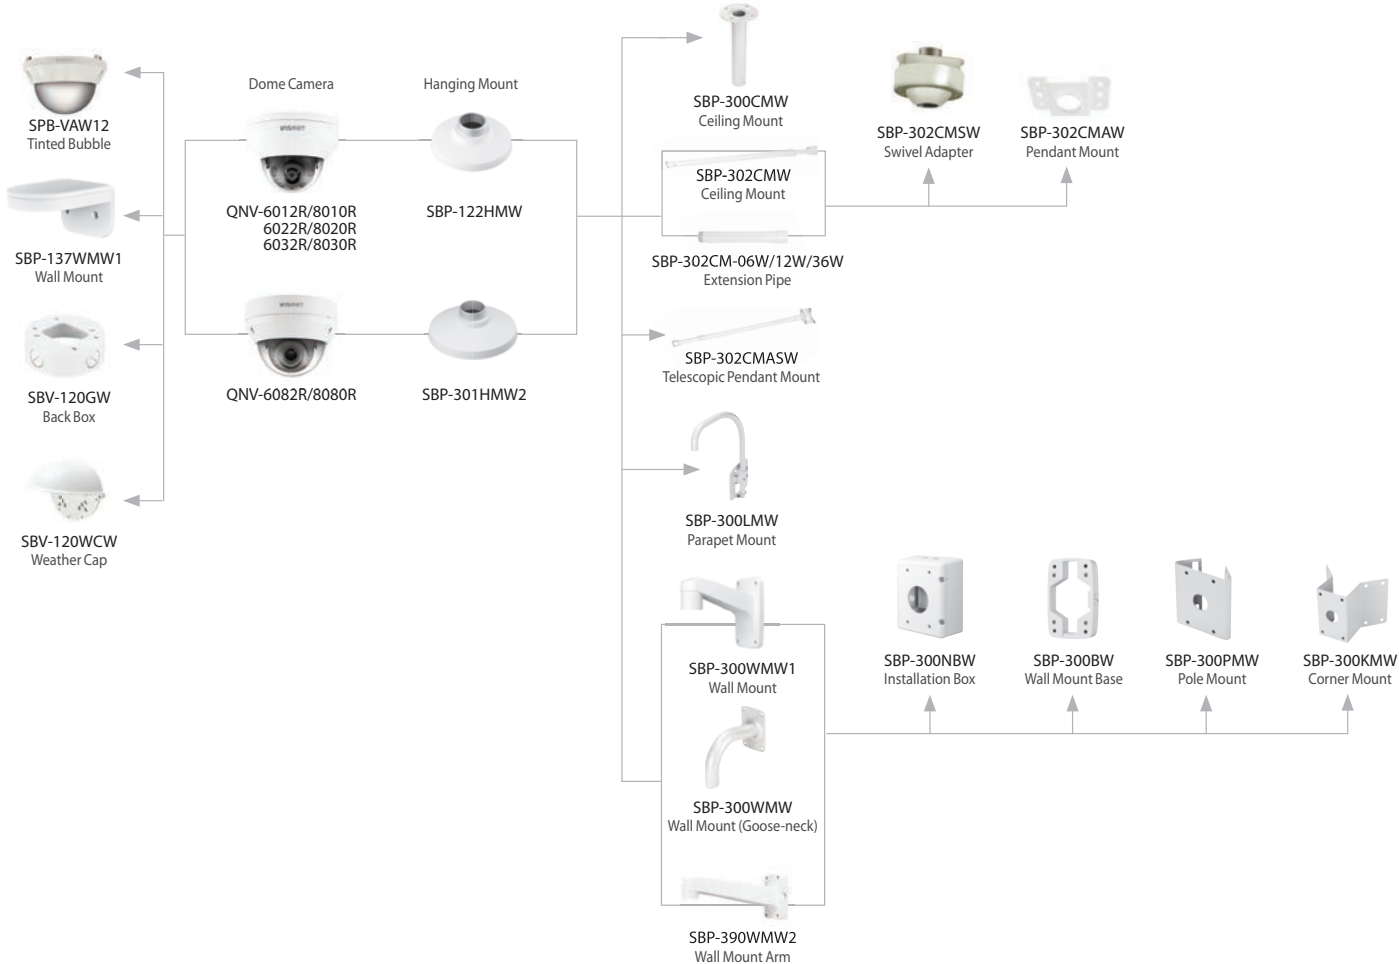 SPB-VAW12
Tinted Bubble
SBP-137WMW1
Wall Mount
SBV-120GW
Back Box
SBV-120WCW
Weather Cap
Dome Camera
QNV-6012R/8010R
6022R/8020R
6032R/8030R
QNV-6082R/8080R
Hanging Mount
SBP-122HMW
SBP-301HMW2
SBP-300CMW
Ceiling Mount
SBP-302CMW
Ceiling Mount
SBP-302CM-06W/12W/36W
Extension Pipe
SBP-302CMSW
Swivel Adapter
SBP-302CMAW
Pendant Mount
SBP-302CMASW
Telescopic Pendant Mount
SBP-300LMW
Parapet Mount
SBP-300WMW1
Wall Mount
SBP-300WMW
Wall Mount (Goose-neck)
SBP-390WMW2
Wall Mount Arm
SBP-300NBW
Installation Box
SBP-300BW
Wall Mount Base
SBP-300PMW
Pole Mount
SBP-300KMW
Corner Mount